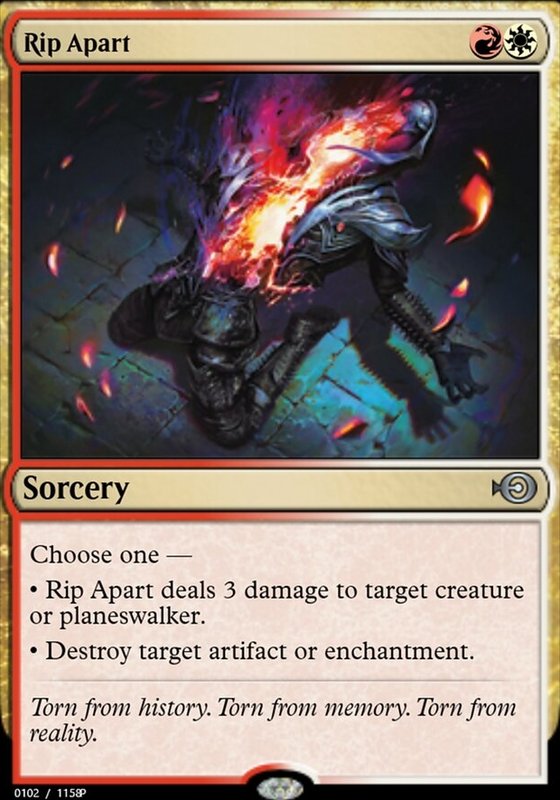 Rip Apart
Sorcery
Choose one —
• Rip Apart deals 3 damage to target creature
or planeswalker.
• Destroy target artifact or enchantment.
Torn from history. Torn from memory. Torn from
reality.
0102 / 1158P